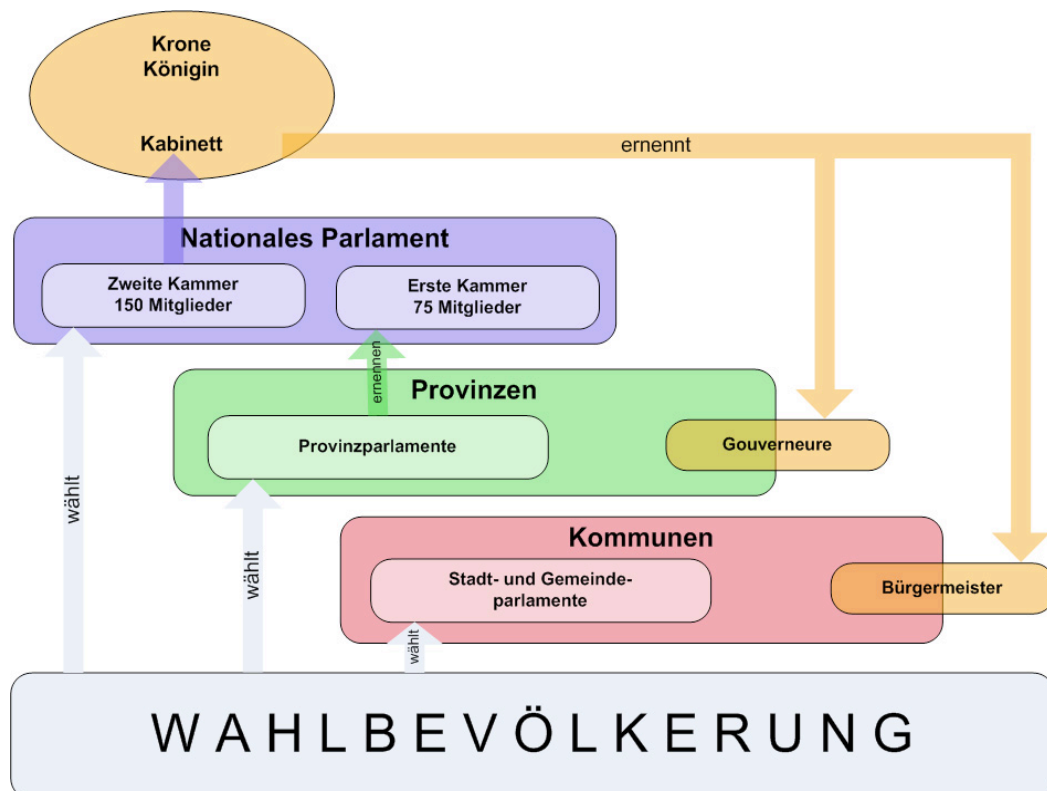 Krone
Königin
Kabinett
ernennt
Nationales Parlament
Zweite Kammer
150 Mitglieder
Erste Kammer
75 Mitglieder
ernennen
Provinzen
Provinzparlamente
Gouverneure
wählt
wählt
Kommunen
Stadt- und Gemeinde-
parlamente
Bürgermeister
wählt
WAHLBEVÖLKERUNG